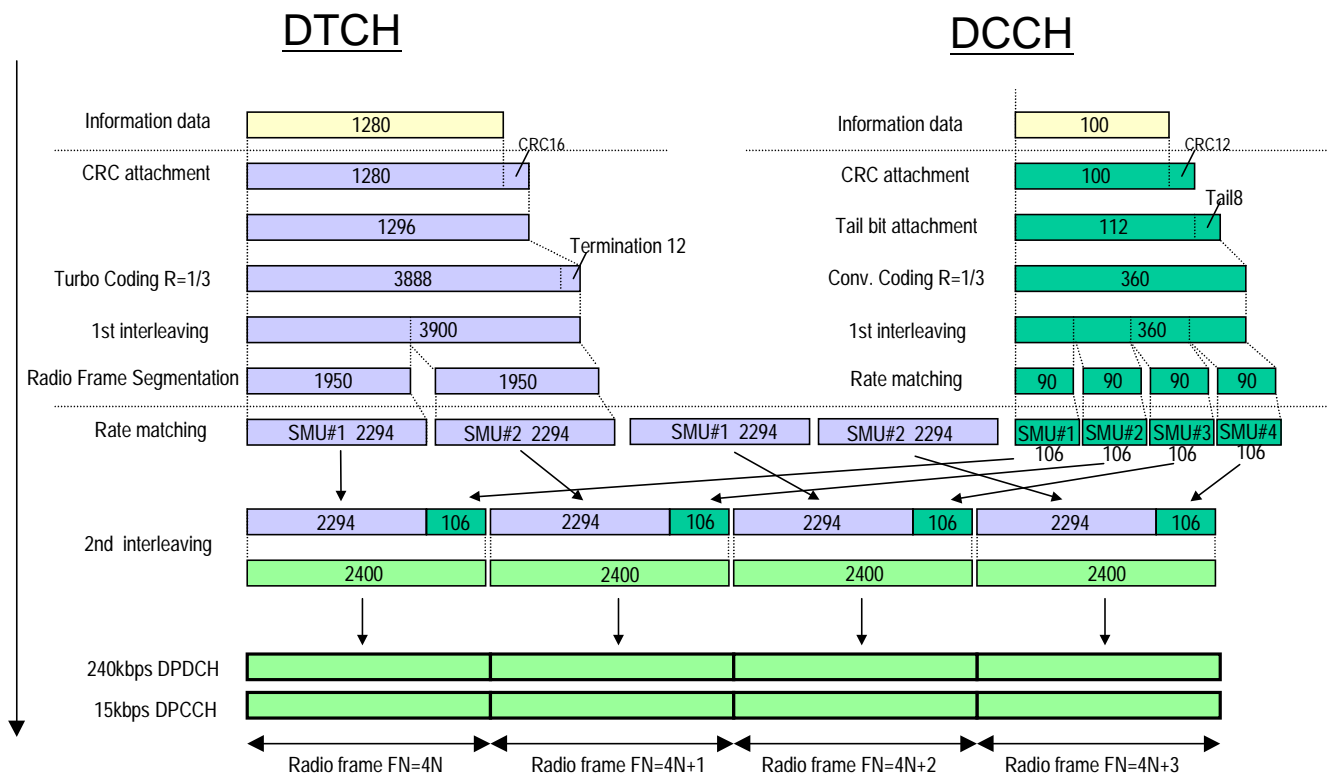 DTCH
DCCH
Information data
1280
Information data
100
CRC16
CRC12
CRC attachment
1280
CRC attachment
100
Tail8
1296
Tail bit attachment
112
Termination 12
Turbo Coding R=1/3
3888
Conv. Coding R=1/3
360
1st interleaving
3900
1st interleaving
360
Radio Frame Segmentation
1950
1950
Rate matching
90
90
90
90
Rate matching
SMU#1 2294
SMU#2 2294
SMU#1 2294
SMU#2 2294
SMU#1
SMU#2
SMU#3
SMU#4
106
106
106
106
2294
106
2294
106
2294
106
2294
106
2nd interleaving
2400
2400
2400
2400
240kbps DPDCH
15kbps DPCCH
Radio frame FN=4N
Radio frame FN=4N+1
Radio frame FN=4N+2
Radio frame FN=4N+3